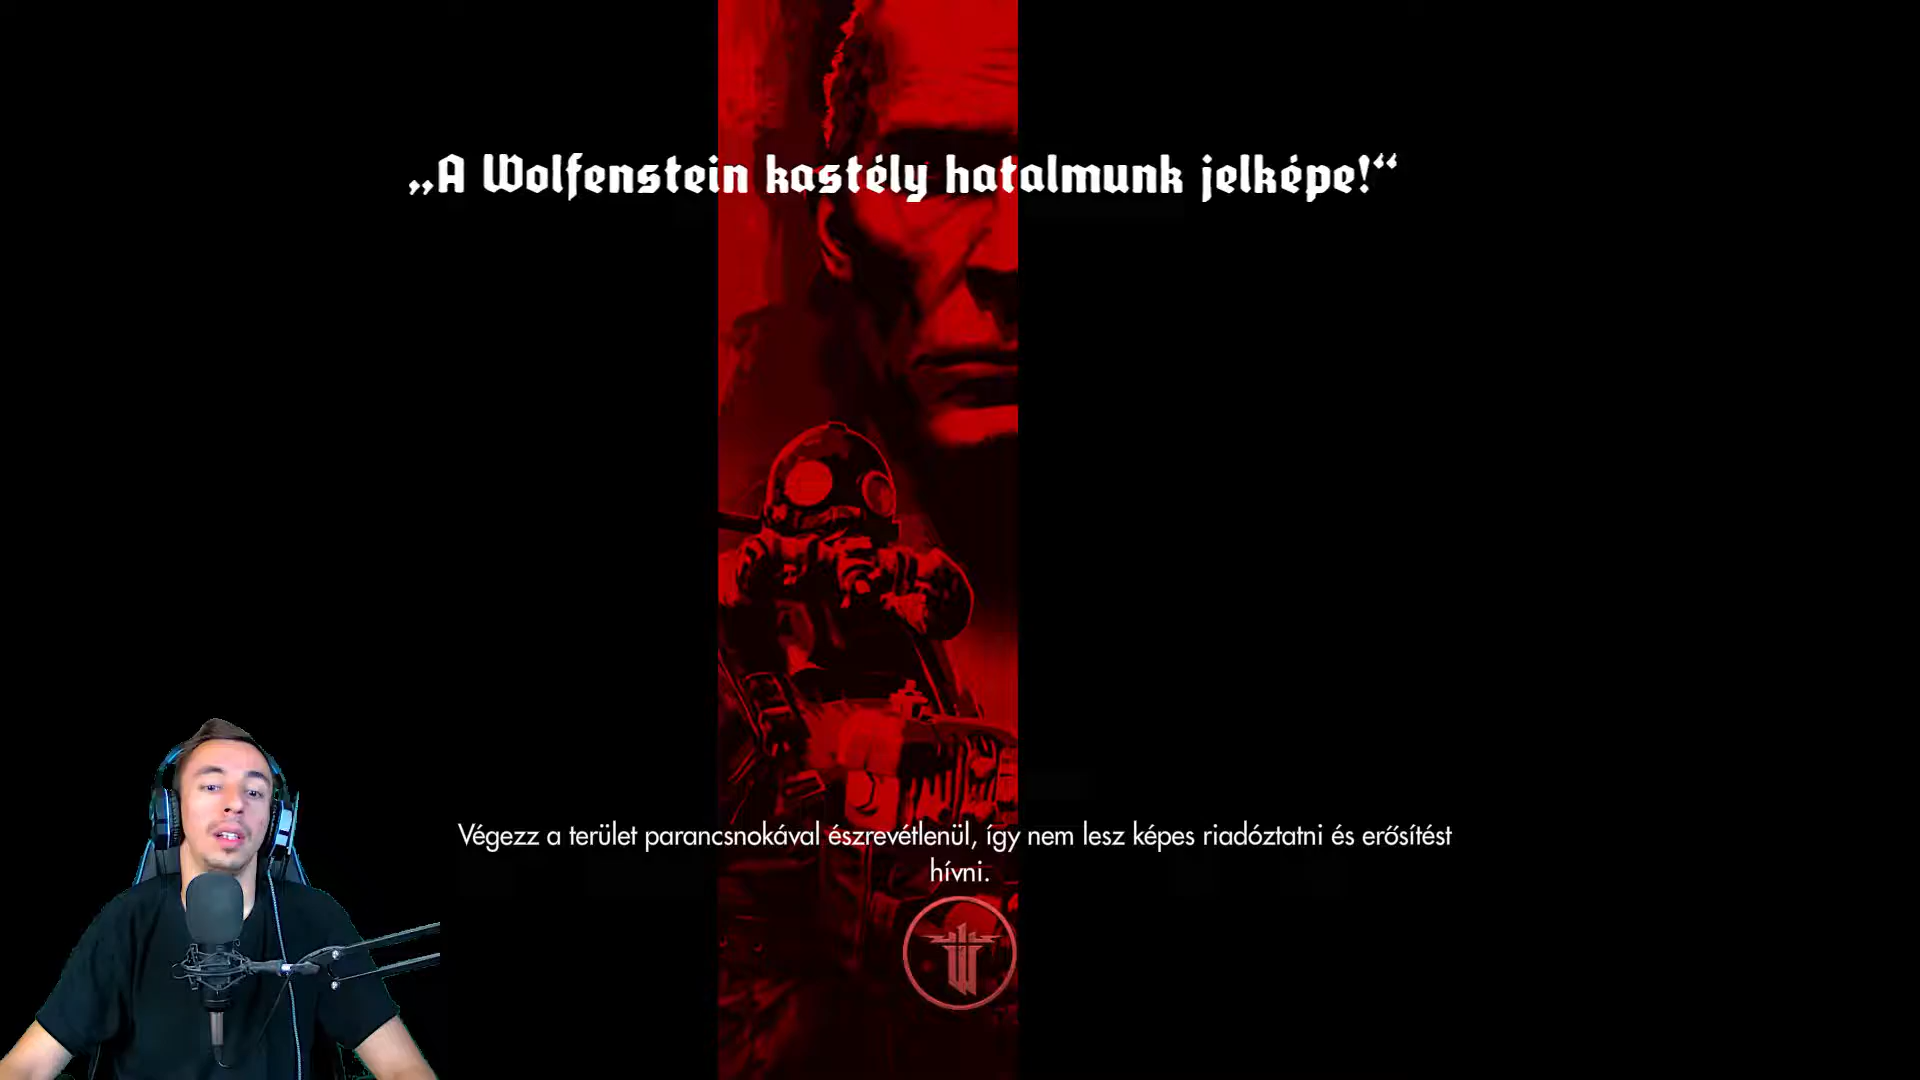 „A Wolfenstein kastély hatalmunk jelképe!“
Végezz a terület parancsnokával észrevétlenül, így nem lesz képes riadóztatni és erősítést
hívni.